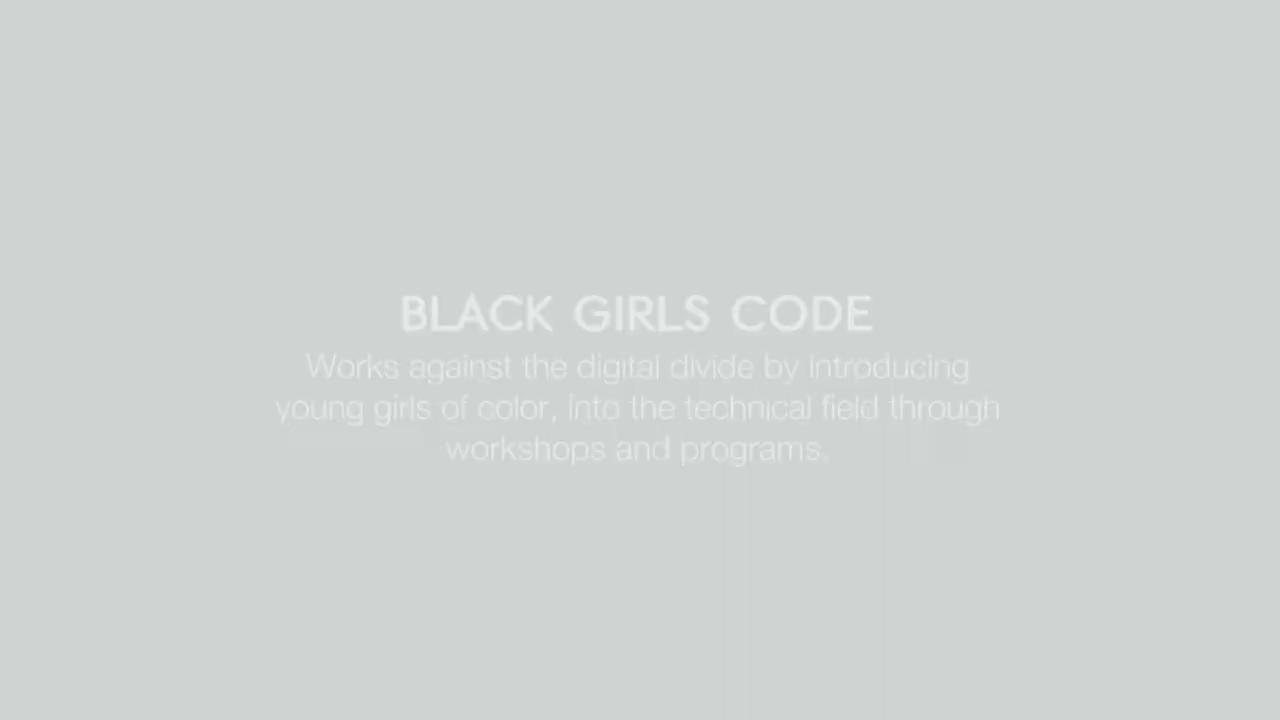 BLACK GIRLS CODE
Works against the digital divide by introducing
young girls of color, into the technical field through
workshops and programs.